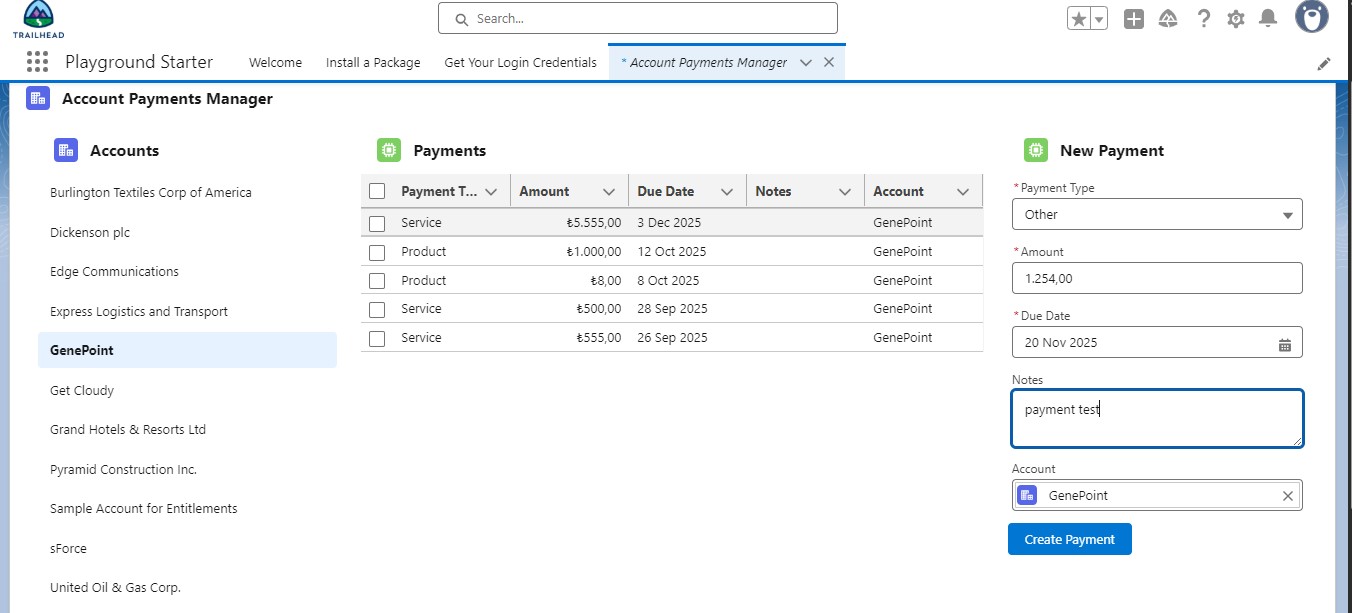 TRAILHEAD
Search...
Playground Starter Welcome Install a Package Get Your Login Credentials * Account Payments Manager
Account Payments Manager
Accounts
Burlington Textiles Corp of America
Dickenson plc
Edge Communications
Express Logistics and Transport
GenePoint
Get Cloudy
Grand Hotels & Resorts Ltd
Pyramid Construction Inc.
Sample Account for Entitlements
sForce
United Oil & Gas Corp.
Payments
Payment T... Amount Due Date Notes Account
Service ₺5.555,00 3 Dec 2025 GenePoint
Product ₺1.000,00 12 Oct 2025 GenePoint
Product ₺8,00 8 Oct 2025 GenePoint
Service ₺500,00 28 Sep 2025 GenePoint
Service ₺555,00 26 Sep 2025 GenePoint
New Payment
*Payment Type
Other
*Amount
1.254,00
*Due Date
20 Nov 2025
Notes
payment test
Account
GenePoint
Create Payment